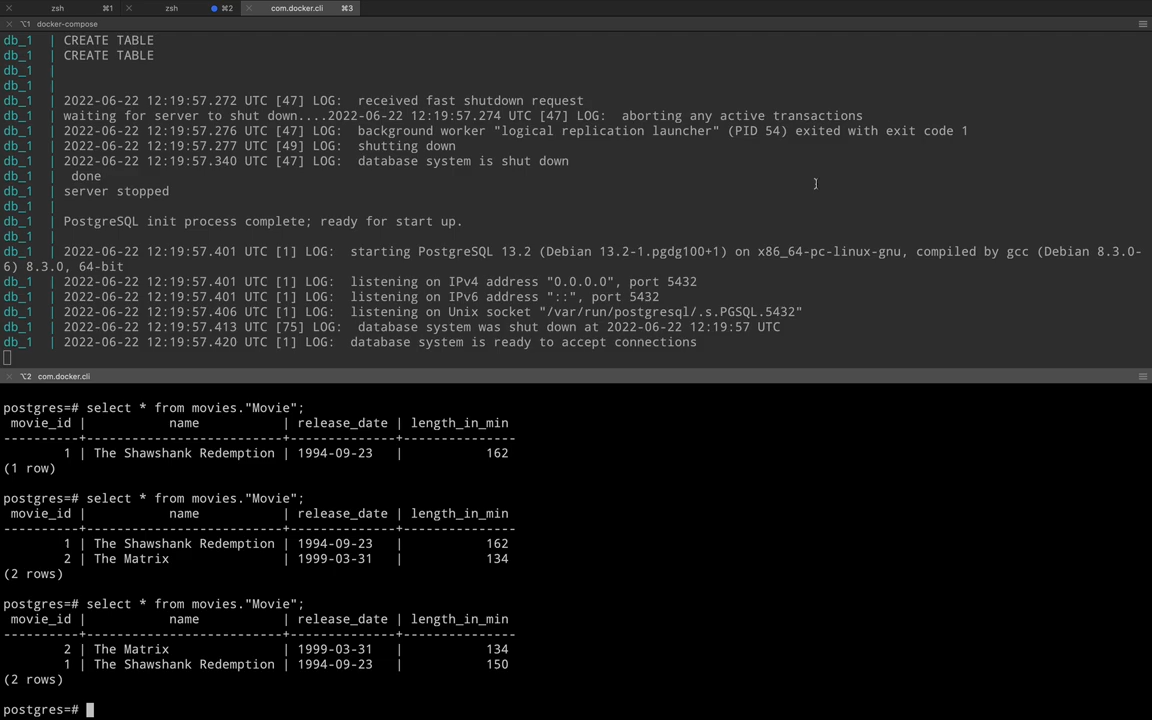 zsh ⌘1 zsh ⌘2 com.docker.cli ⌘3
⌥1 docker-compose
db_1 | CREATE TABLE
db_1 | CREATE TABLE
db_1 |
db_1 |
db_1 | 2022-06-22 12:19:57.272 UTC [47] LOG:  received fast shutdown request
db_1 | waiting for server to shut down....2022-06-22 12:19:57.274 UTC [47] LOG:  aborting any active transactions
db_1 | 2022-06-22 12:19:57.276 UTC [47] LOG:  background worker "logical replication launcher" (PID 54) exited with exit code 1
db_1 | 2022-06-22 12:19:57.277 UTC [49] LOG:  shutting down
db_1 | 2022-06-22 12:19:57.340 UTC [47] LOG:  database system is shut down
db_1 |  done
db_1 | server stopped
db_1 |
db_1 | PostgreSQL init process complete; ready for start up.
db_1 |
db_1 | 2022-06-22 12:19:57.401 UTC [1] LOG:  starting PostgreSQL 13.2 (Debian 13.2-1.pgdg100+1) on x86_64-pc-linux-gnu, compiled by gcc (Debian 8.3.0-
6) 8.3.0, 64-bit
db_1 | 2022-06-22 12:19:57.401 UTC [1] LOG:  listening on IPv4 address "0.0.0.0", port 5432
db_1 | 2022-06-22 12:19:57.401 UTC [1] LOG:  listening on IPv6 address "::", port 5432
db_1 | 2022-06-22 12:19:57.406 UTC [1] LOG:  listening on Unix socket "/var/run/postgresql/.s.PGSQL.5432"
db_1 | 2022-06-22 12:19:57.413 UTC [75] LOG:  database system was shut down at 2022-06-22 12:19:57 UTC
db_1 | 2022-06-22 12:19:57.420 UTC [1] LOG:  database system is ready to accept connections
⌥2 com.docker.cli
postgres=# select * from movies."Movie";
 movie_id |           name           | release_date | length_in_min
----------+--------------------------+--------------+---------------
        1 | The Shawshank Redemption | 1994-09-23   |           162
(1 row)
postgres=# select * from movies."Movie";
 movie_id |           name           | release_date | length_in_min
----------+--------------------------+--------------+---------------
        1 | The Shawshank Redemption | 1994-09-23   |           162
        2 | The Matrix               | 1999-03-31   |           134
(2 rows)
postgres=# select * from movies."Movie";
 movie_id |           name           | release_date | length_in_min
----------+--------------------------+--------------+---------------
        2 | The Matrix               | 1999-03-31   |           134
        1 | The Shawshank Redemption | 1994-09-23   |           150
(2 rows)
postgres=#